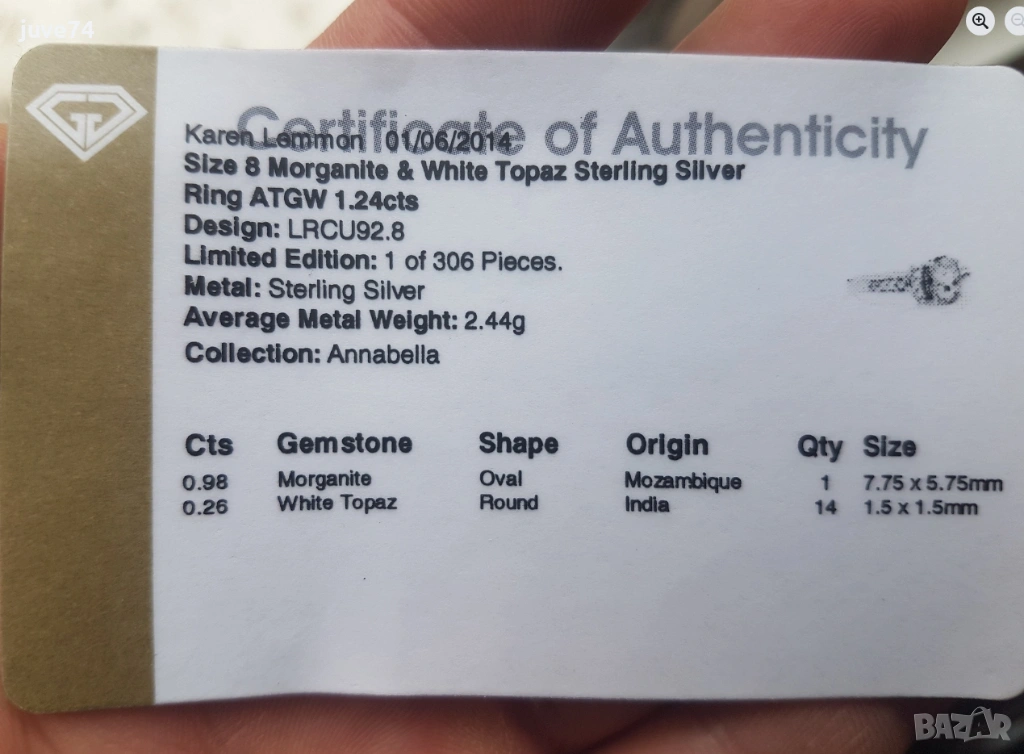 jove74
Certificate of Authenticity
Karen Lemmon 01/06/2014
Size 8 Morganite & White Topaz Sterling Silver
Ring ATGW 1.24cts
Design: LRCU92.8
Limited Edition: 1 of 306 Pieces.
Metal: Sterling Silver
Average Metal Weight: 2.44g
Collection: Annabella
Cts Gemstone Shape Origin Qty Size
0.98 Morganite Oval Mozambique 1 7.75 x 5.75mm
0.26 White Topaz Round India 14 1.5 x 1.5mm
BAZAR